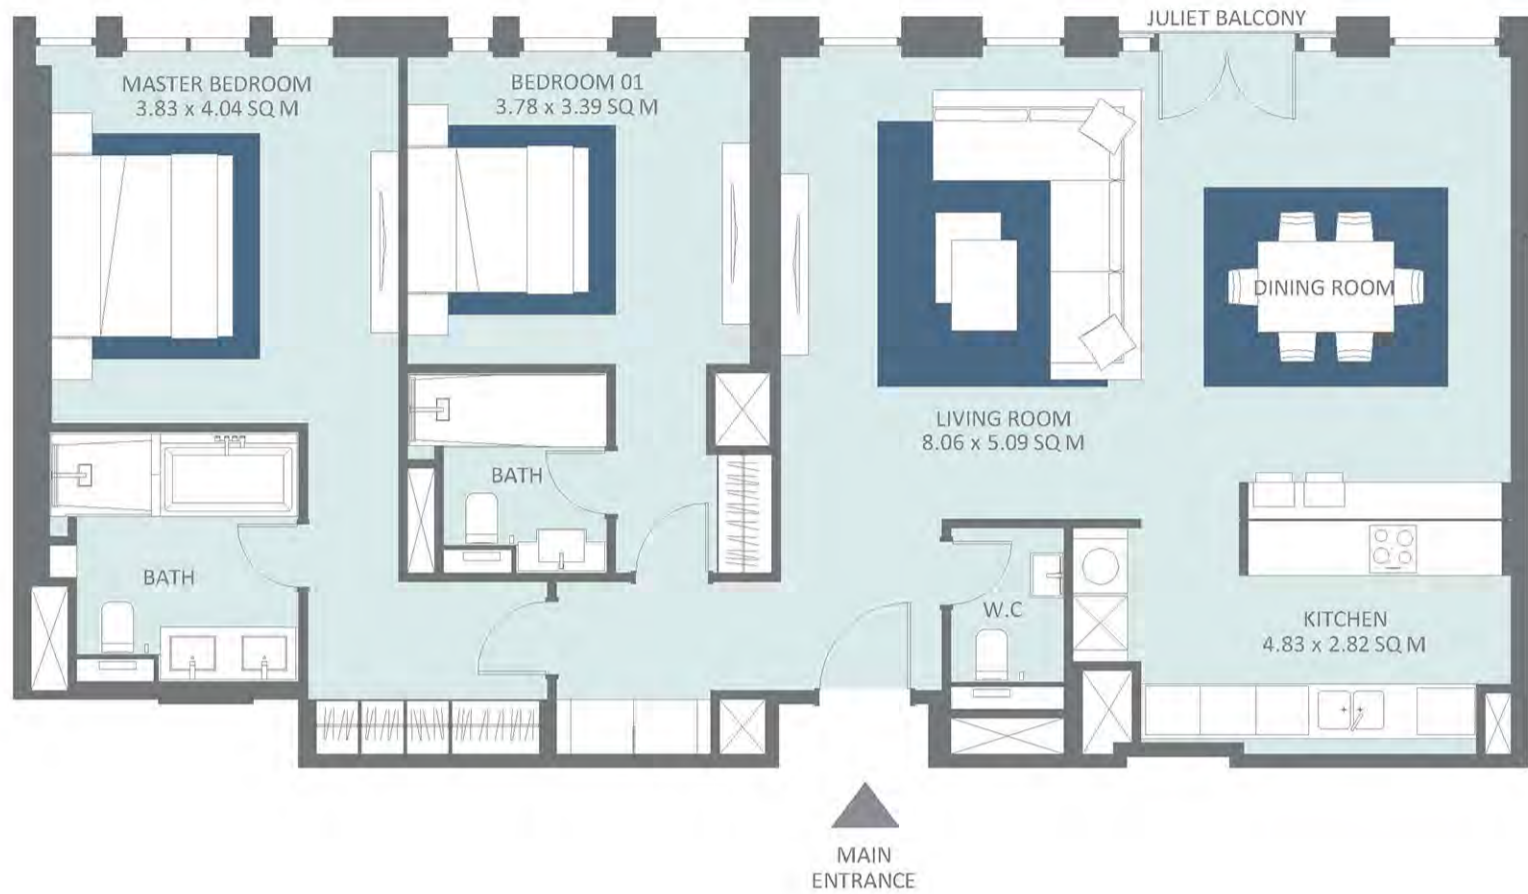 JULIET BALCONY
MASTER BEDROOM
3.83 x 4.04 SQ M
BEDROOM 01
3.78 x 3.39 SQ M
DINING ROOM
LIVING ROOM
8.06 x 5.09 SQ M
BATH
BATH
W.C
KITCHEN
4.83 x 2.82 SQ M
MAIN
ENTRANCE